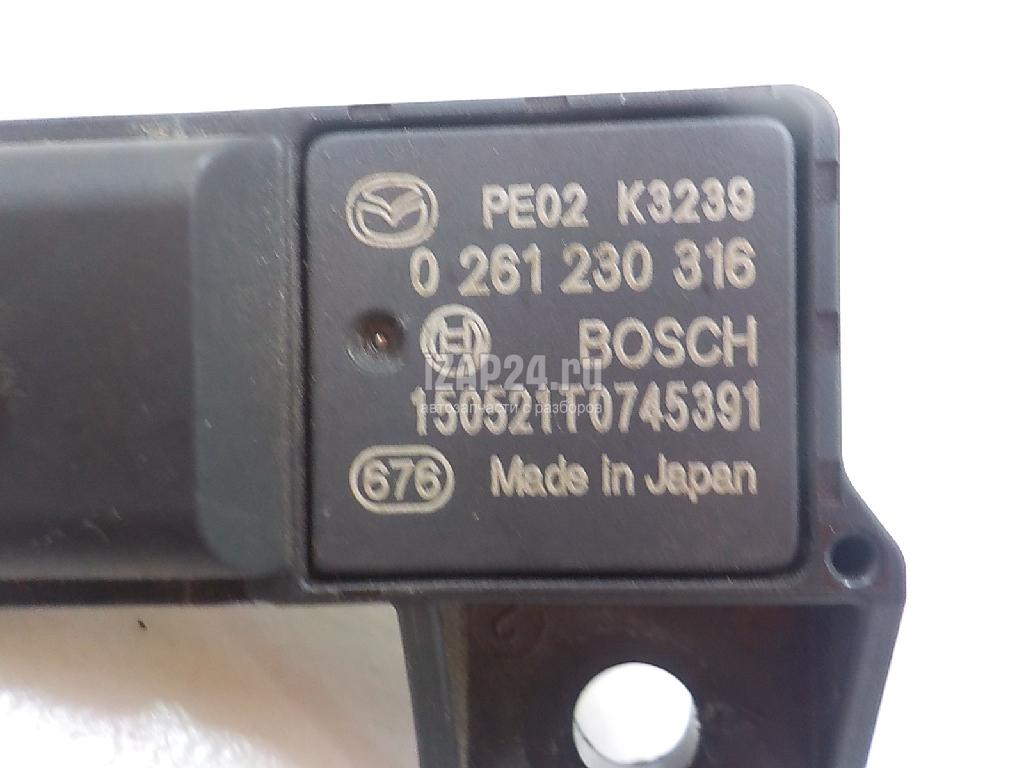 PE02 K3239
0 261 230 316
BOSCH
iZAP24.ru
автозапчасти с разборов
150521T0745391
676 Made in Japan